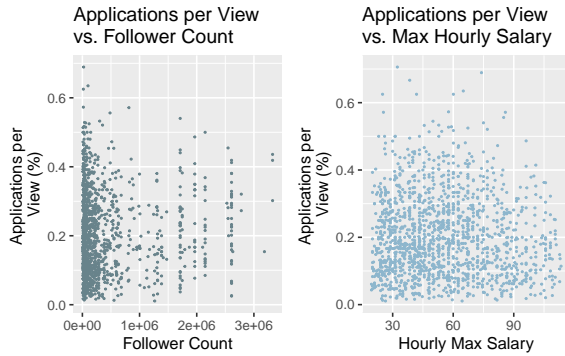 Applications per View
vs. Follower Count
Applications per
View (%)
0.6
0.4
0.2
0.0
0e+00 1e+06 2e+06 3e+06
Follower Count
Applications per View
vs. Max Hourly Salary
Applications per
View (%)
0.6
0.4
0.2
0.0
30 60 90
Hourly Max Salary